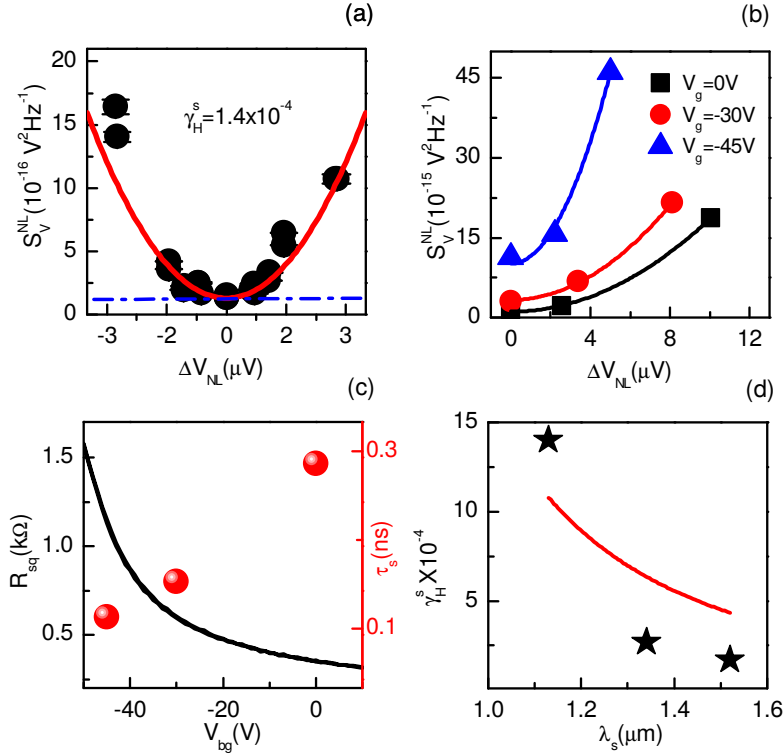 (a)
20
15
10
5
0
S_V^NL(10^-16 V^2Hz^-1)
γ_H^s=1.4x10^-4
-3 -2 0 2 3
ΔV_NL(μV)
(b)
45
30
15
0
S_V^NL(10^-15 V^2Hz^-1)
V_g=0V
V_g=-30V
V_g=-45V
0 4 8 12
ΔV_NL(μV)
(c)
1.5
1.0
0.5
R_sq(kΩ)
0.3
0.1
τ_s(ns)
-40 -20 0
V_bg(V)
(d)
15
10
5
0
γ_H^s X10^-4
1.0 1.2 1.4 1.6
λ_s(μm)